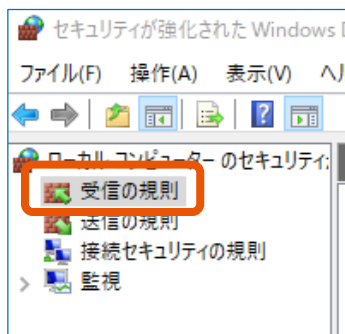 セキュリティが強化された Windows
ファイル(F) 操作(A) 表示(V)
ローカル コンピューター のセキュリティ
受信の規則
送信の規則
接続セキュリティの規則
監視